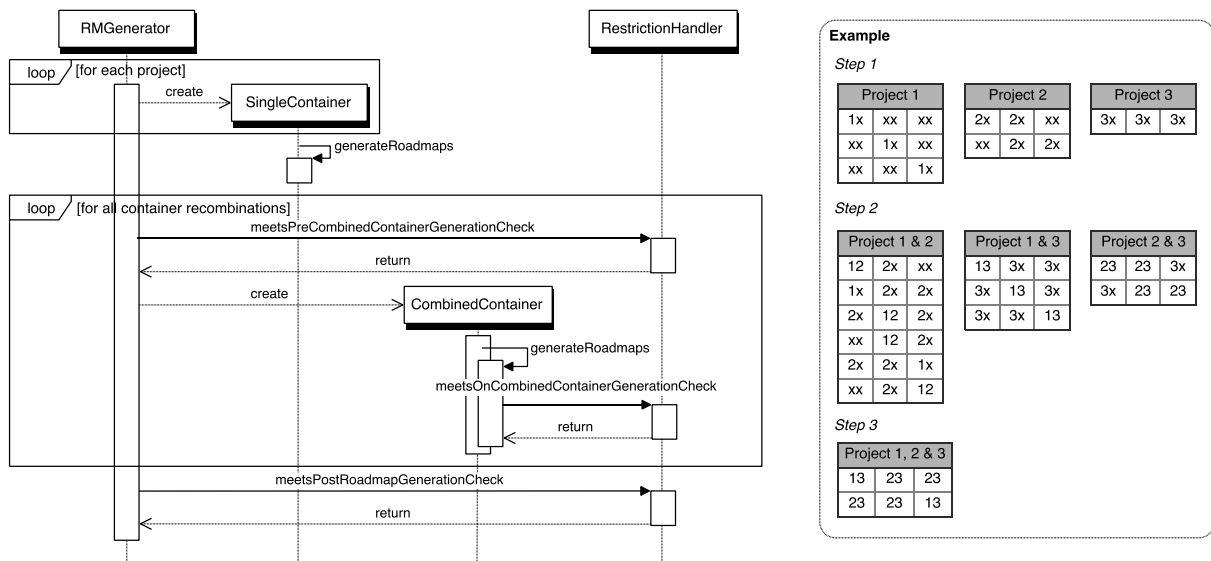 RMGenerator
RestrictionHandler
loop
[for each project]
create
SingleContainer
generateRoadmaps
loop
[for all container recombinations]
meetsPreCombinedContainerGenerationCheck
return
create
CombinedContainer
generateRoadmaps
meetsOnCombinedContainerGenerationCheck
return
meetsPostRoadmapGenerationCheck
return
Example
Step 1
Project 1
1x xx xx
xx 1x xx
xx xx 1x
Project 2
2x 2x xx
xx 2x 2x
Project 3
3x 3x 3x
Step 2
Project 1 & 2
12 2x xx
1x 2x 2x
2x 12 2x
xx 12 2x
2x 2x 1x
xx 2x 12
Project 1 & 3
13 3x 3x
3x 13 3x
3x 3x 13
Project 2 & 3
23 23 3x
3x 23 23
Step 3
Project 1, 2 & 3
13 23 23
23 23 13